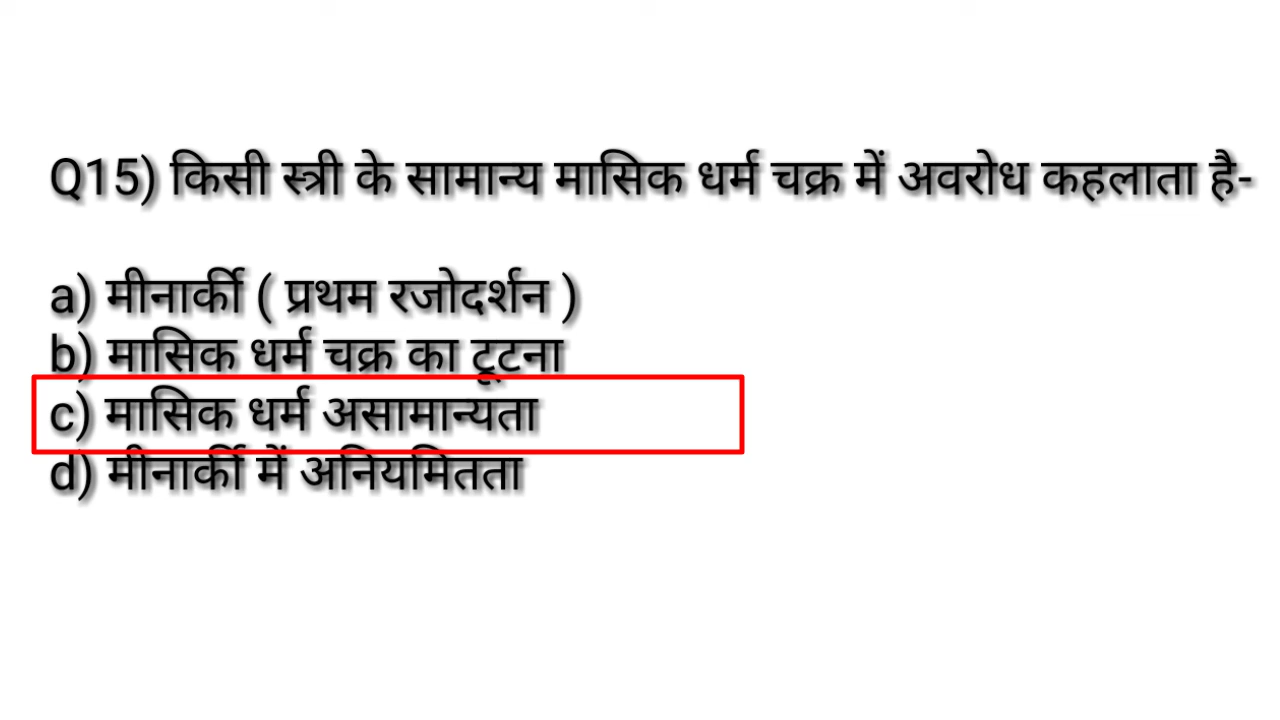 Q15) किसी स्त्री के सामान्य मासिक धर्म चक्र में अवरोध कहलाता है-
a) मीनार्की ( प्रथम रजोदर्शन )
b) मासिक धर्म चक्र का टूटना
c) मासिक धर्म असामान्यता
d) मीनार्की में अनियमितता